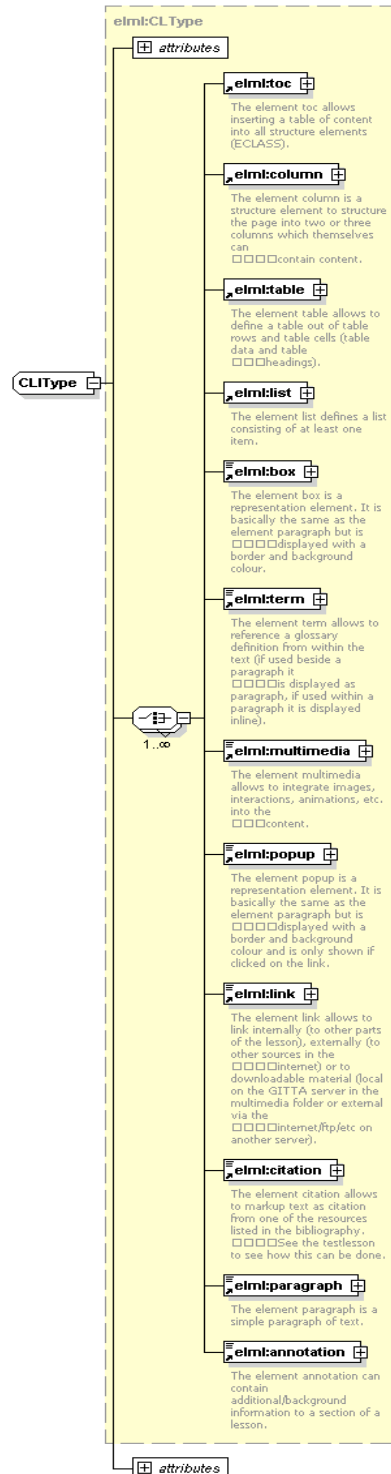 elml:CLType
attributes
elml:toc
The element toc allows
inserting a table of content
into all structure elements
(ECLASS).
elml:column
The element column is a
structure element to structure
the page into two or three
columns which themselves
can
□□□□contain content.
elml:table
The element table allows to
define a table out of table
rows and table cells (table
data and table
□□□headings).
CLIType
elml:list
The element list defines a list
consisting of at least one
item.
elml:box
The element box is a
representation element. It is
basically the same as the
element paragraph but is
□□□□displayed with a
border and background
colour.
elml:term
The element term allows to
reference a glossary
definition from within the
text (if used beside a
paragraph it
□□□□is displayed as
paragraph, if used within a
paragraph it is displayed
inline).
1..∞
elml:multimedia
The element multimedia
allows to integrate images,
interactions, animations, etc.
into the
□□□content.
elml:popup
The element popup is a
representation element. It is
basically the same as the
element paragraph but is
□□□□displayed with a
border and background
colour and is only shown if
clicked on the link.
elml:link
The element link allows to
link internally (to other parts
of the lesson), externally (to
other sources in the
□□□□internet) or to
downloadable material (local
on the GITTA server in the
multimedia folder or external
via the
□□□□internet/ftp/etc on
another server).
elml:citation
The element citation allows
to markup text as citation
from one of the resources
listed in the bibliography.
□□□□See the testlesson
to see how this can be done.
elml:paragraph
The element paragraph is a
simple paragraph of text.
elml:annotation
The element annotation can
contain
additional/background
information to a section of a
lesson.
attributes